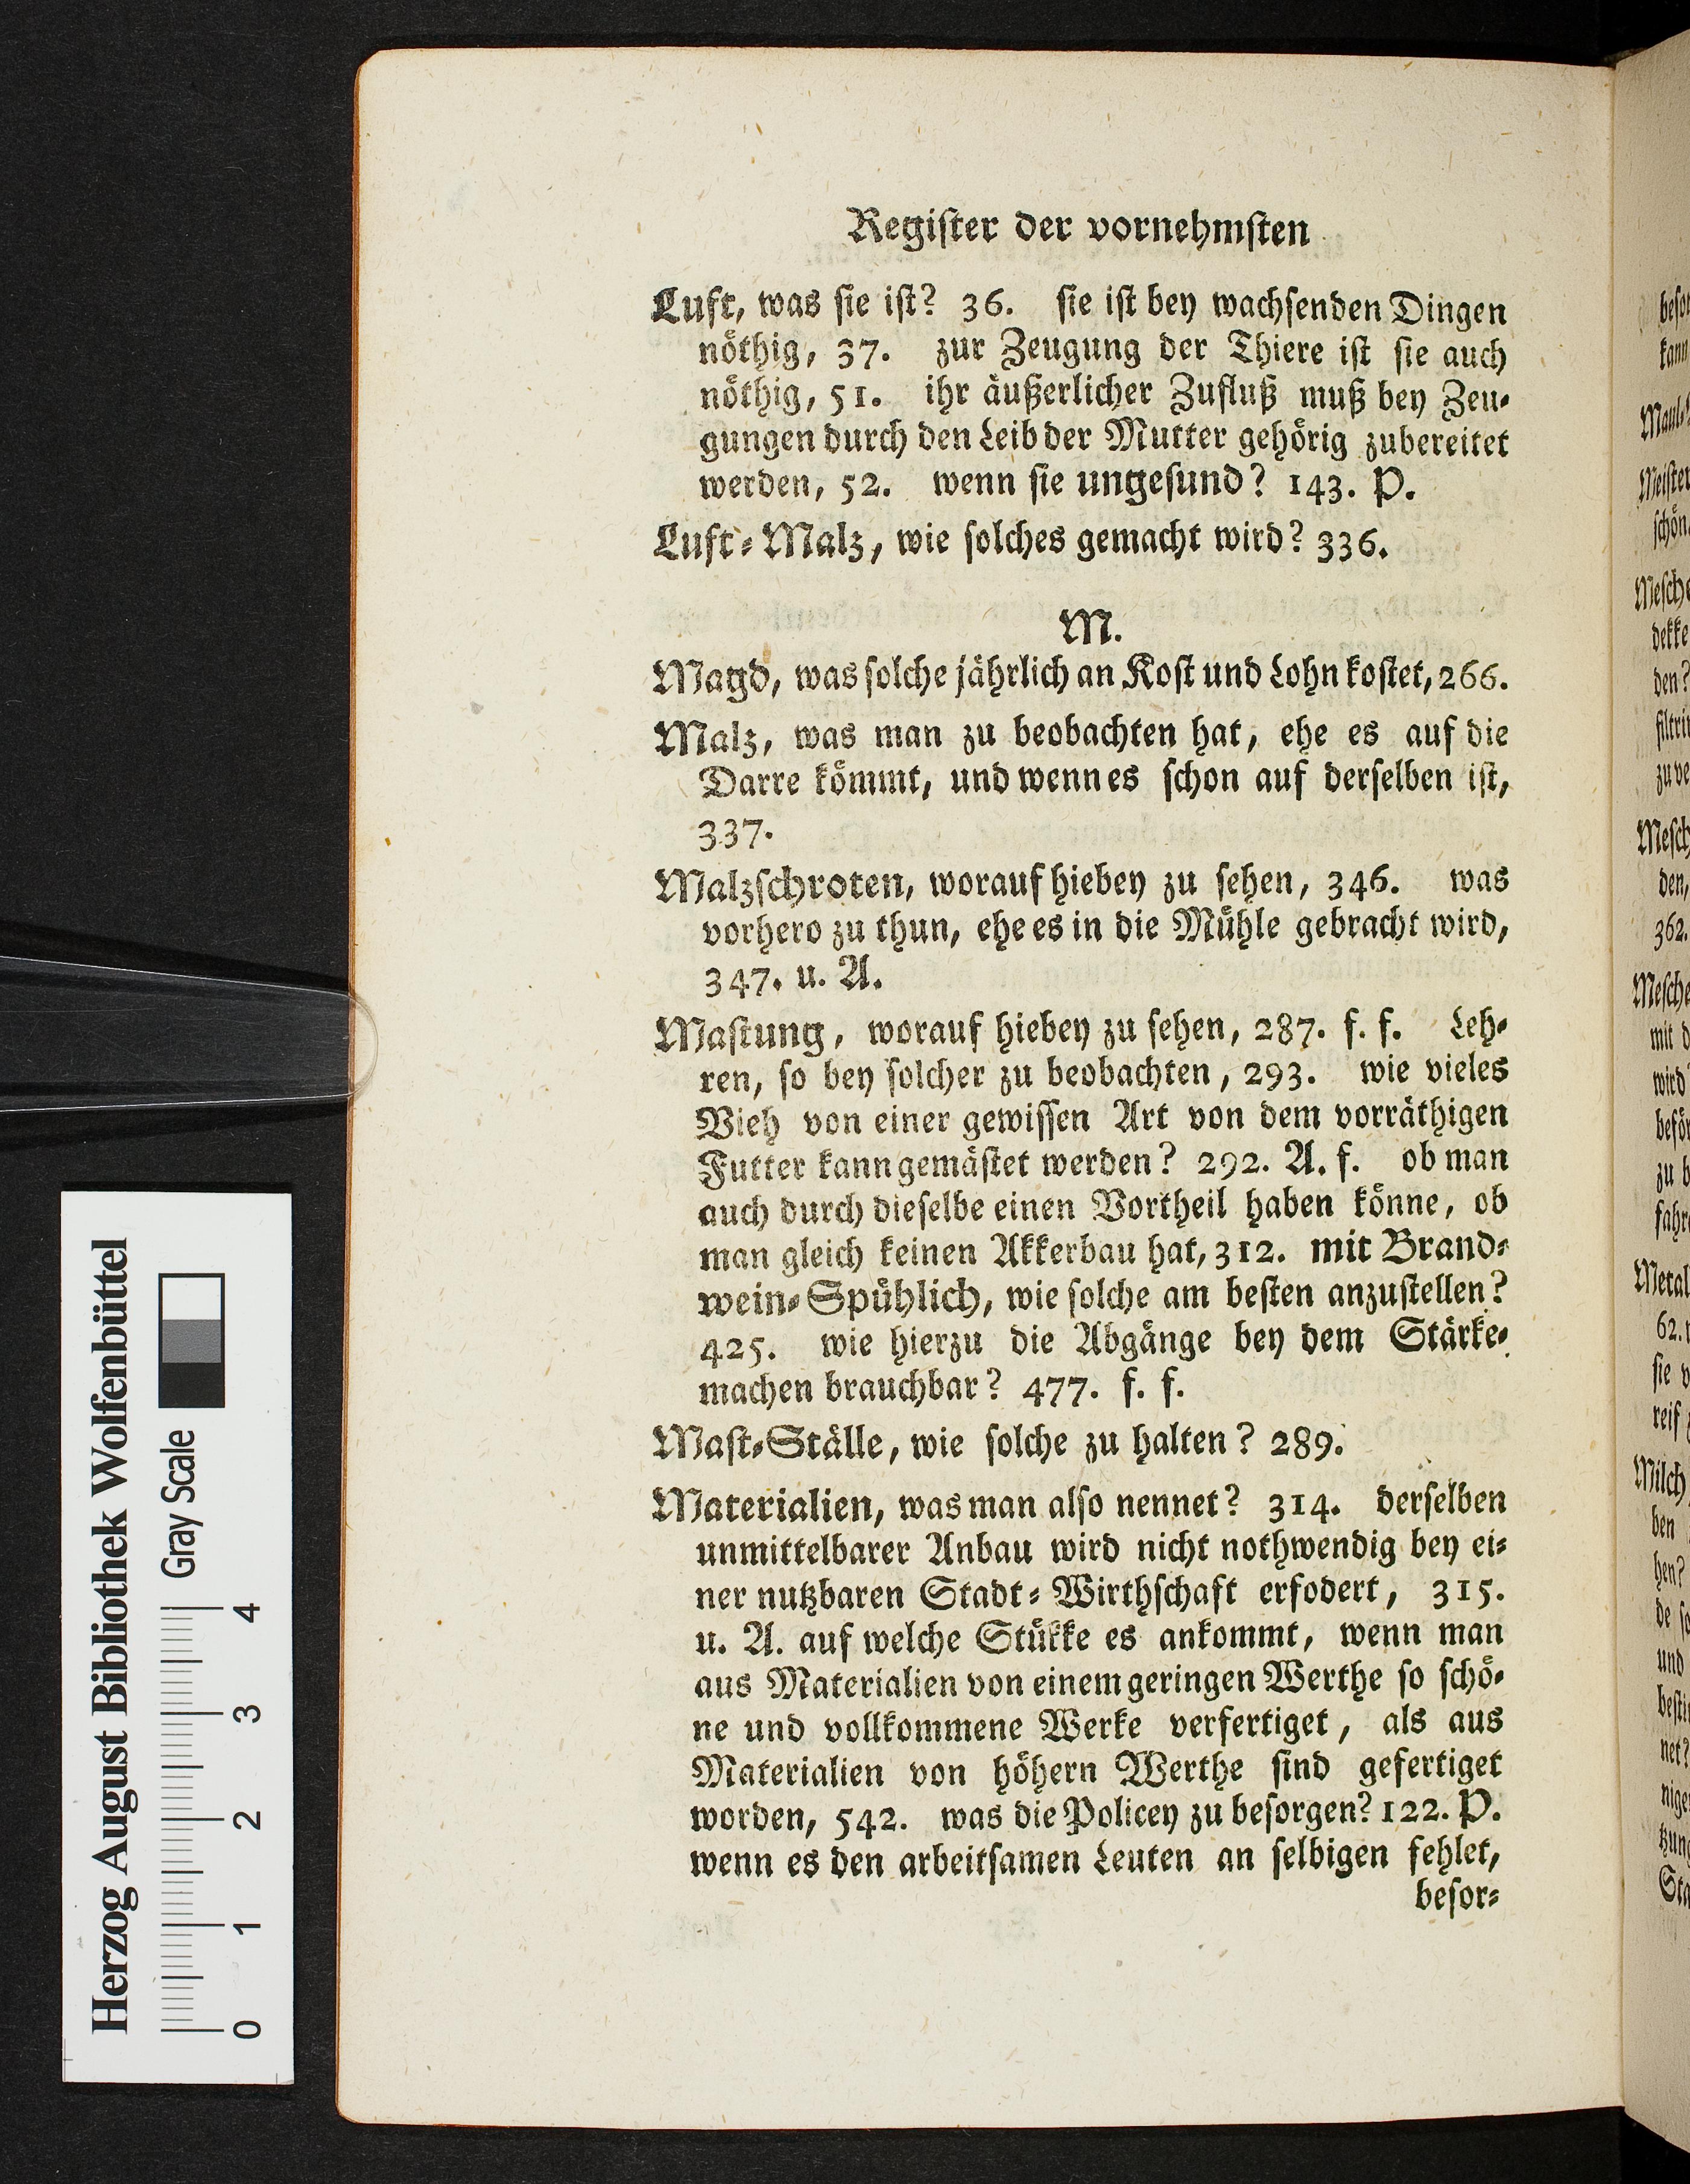 Regiſter der vornehmſten
Luft, was ſie iſt? 36. ſie iſt bey wachſenden Dingen
nöthig, 37. zur Zeugung der Thiere iſt ſie auch
nöthig, 51. ihr äußerlicher Zufluß muß bey Zeu-
gungen durch den Leib der Mutter gehörig zubereitet
werden, 52. wenn ſie ungeſund? 143. P.
Luft-Malz, wie ſolches gemacht wird? 336.
M.
Magd, was ſolche jährlich an Koſt und Lohn koſtet, 266.
Malz, was man zu beobachten hat, ehe es auf die
Darre kömmt, und wenn es ſchon auf derſelben iſt,
337.
Malzſchroten, worauf hiebey zu ſehen, 346. was
vorhero zu thun, ehe es in die Mühle gebracht wird,
347. u. A.
Maſtung, worauf hiebey zu ſehen, 287. f. f. Leh-
ren, ſo bey ſolcher zu beobachten, 293. wie vieles
Vieh von einer gewiſſen Art von dem vorräthigen
Futter kann gemäſtet werden? 292. A. f. ob man
auch durch dieſelbe einen Vortheil haben könne, ob
man gleich keinen Akkerbau hat, 312. mit Brand-
wein-Spühlich, wie ſolche am beſten anzuſtellen?
425. wie hierzu die Abgänge bey dem Stärke-
machen brauchbar? 477. f. f.
Maſt-Ställe, wie ſolche zu halten? 289.
Materialien, was man alſo nennet? 314. derſelben
unmittelbarer Anbau wird nicht nothwendig bey ei-
ner nutzbaren Stadt-Wirthſchaft erfodert, 315.
u. A. auf welche Stükke es ankommt, wenn man
aus Materialien von einem geringen Werthe ſo ſchö-
ne und vollkommene Werke verfertiget, als aus
Materialien von höhern Werthe ſind gefertiget
worden, 542. was die Policey zu beſorgen? 122. P.
wenn es den arbeitſamen Leuten an ſelbigen fehlet,
beſor-
Herzog August Bibliothek Wolfenbüttel
Gray Scale
0 1 2 3 4